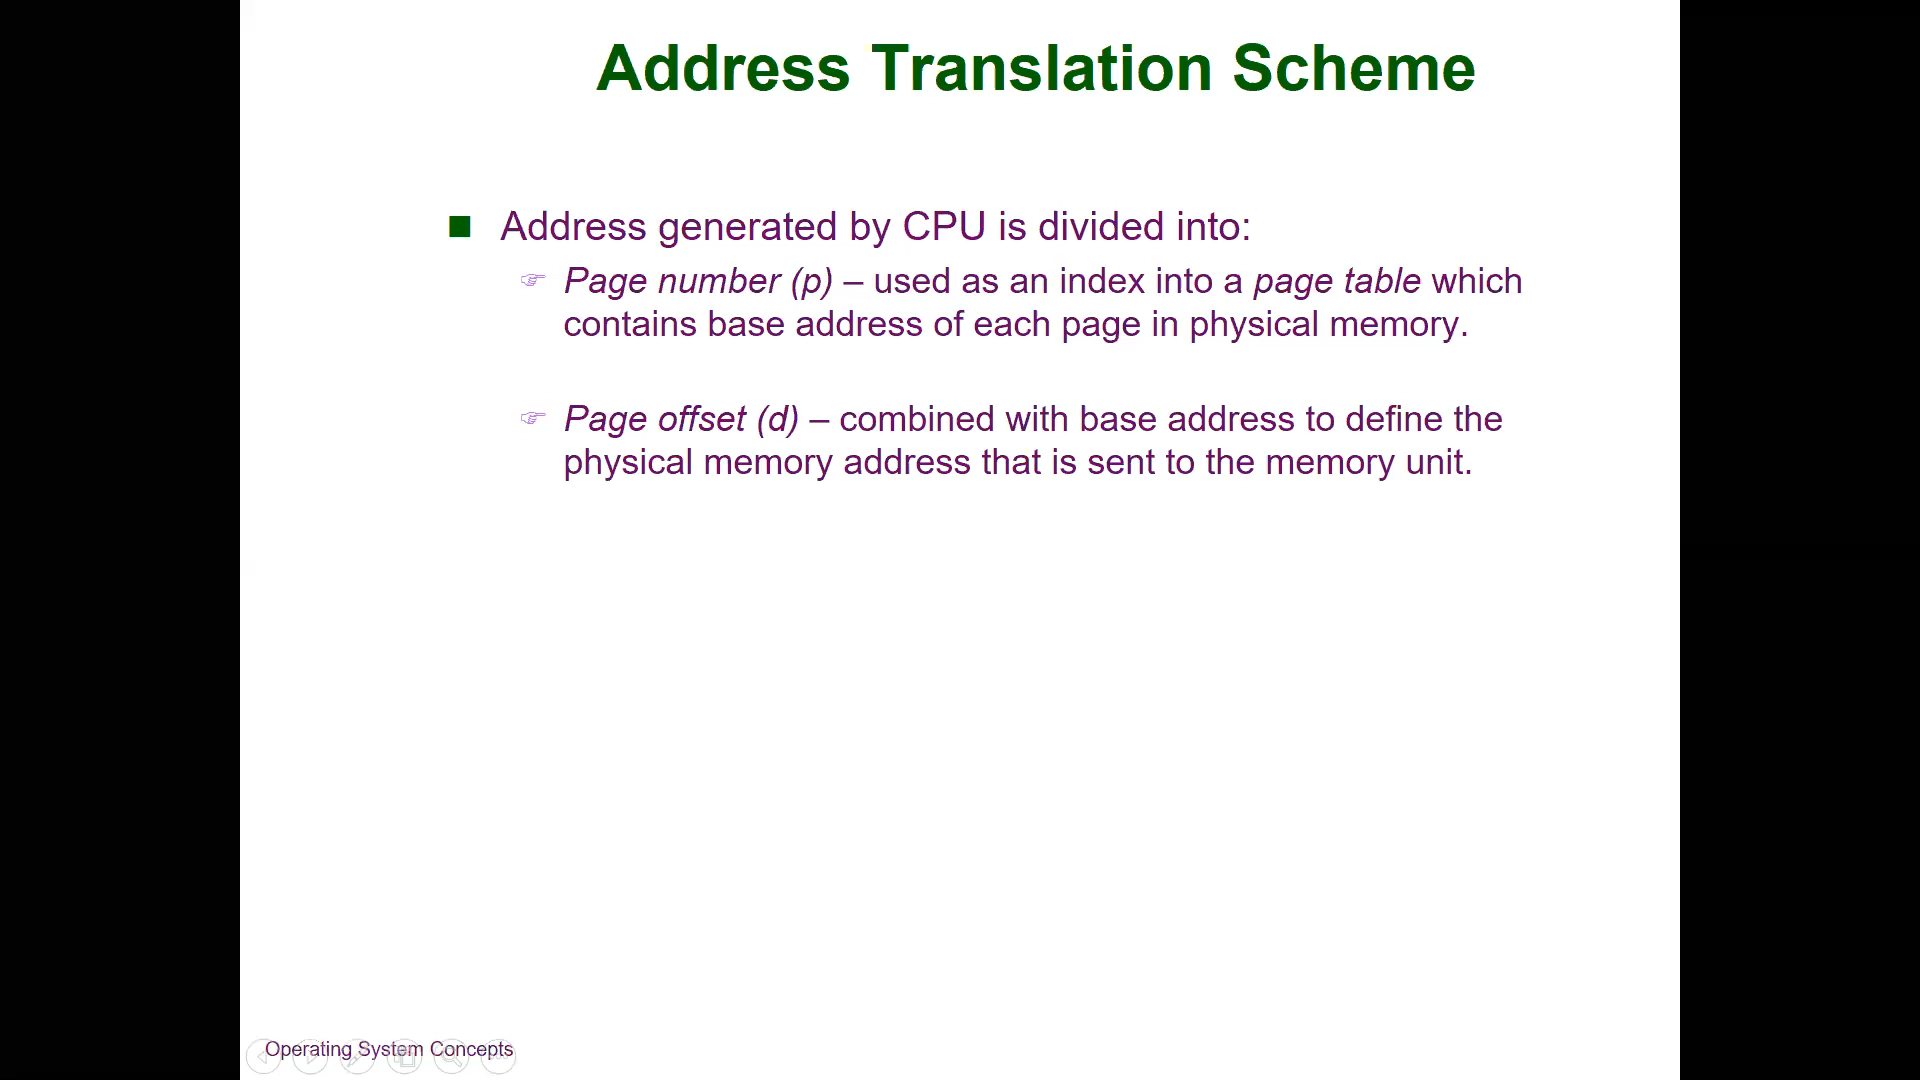 Address Translation Scheme
Address generated by CPU is divided into:
Page number (p) – used as an index into a page table which
contains base address of each page in physical memory.
Page offset (d) – combined with base address to define the
physical memory address that is sent to the memory unit.
Operating System Concepts